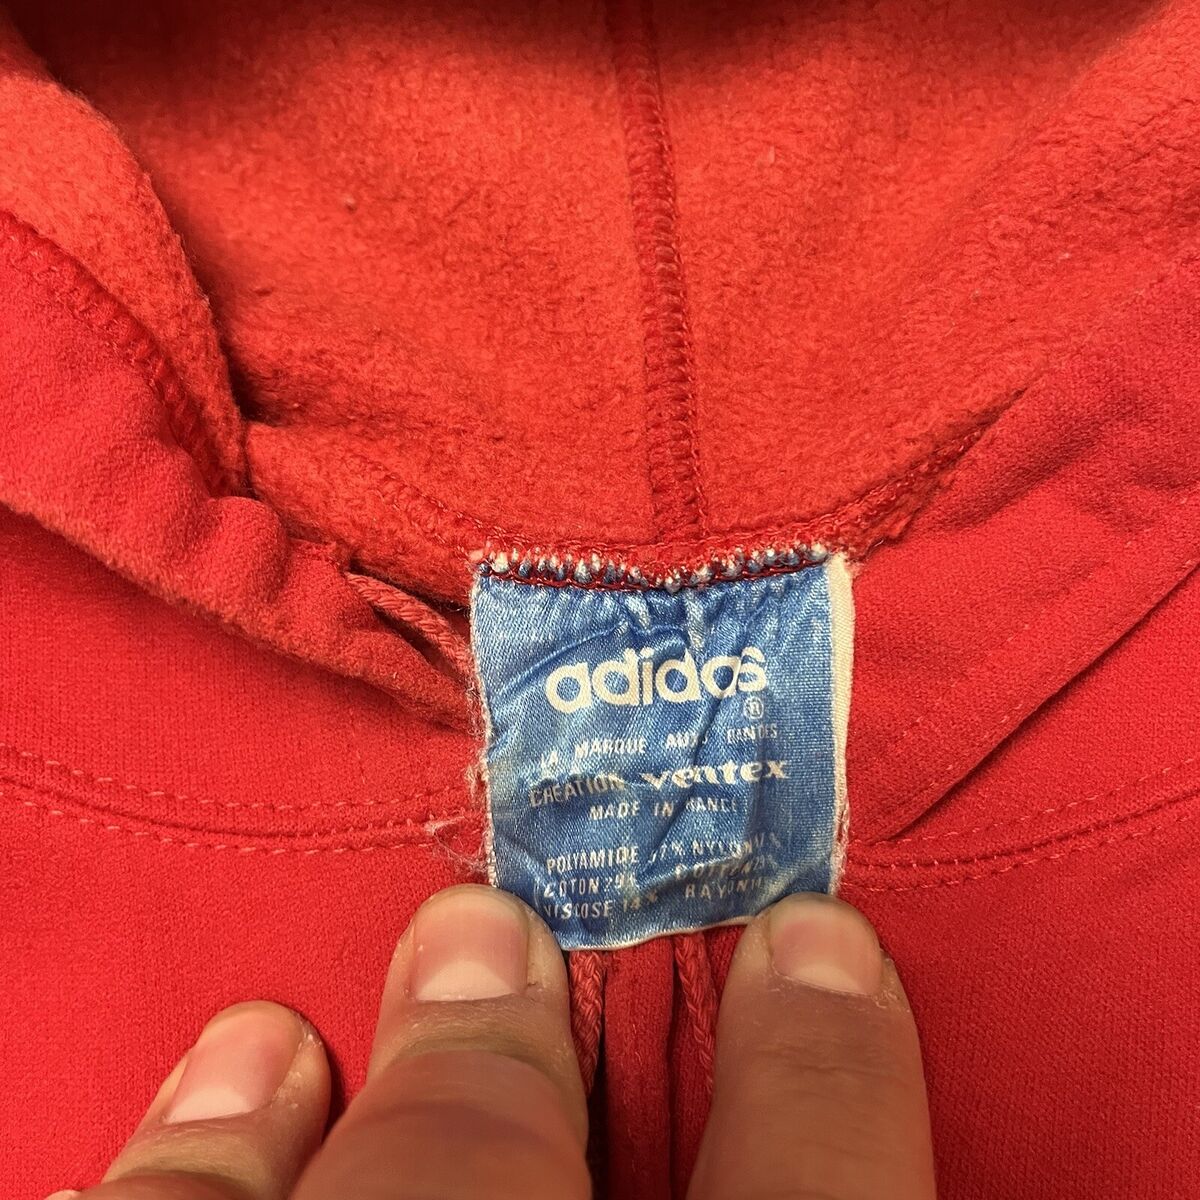 adidas
®
LA MARQUE AUX BANDES
CREATION ventex
MADE IN FRANCE
POLYAMIDE 57% NYLON
COTON 29% COTTON 29%
VISCOSE 14% RAYON